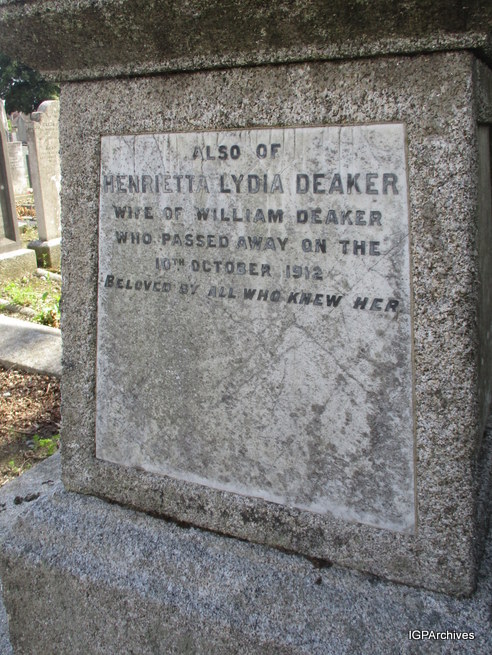 ALSO OF
HENRIETTA LYDIA DEAKER
WIFE OF WILLIAM DEAKER
WHO PASSED AWAY ON THE
10TH OCTOBER 1912
BELOVED BY ALL WHO KNEW HER
IGPArchives